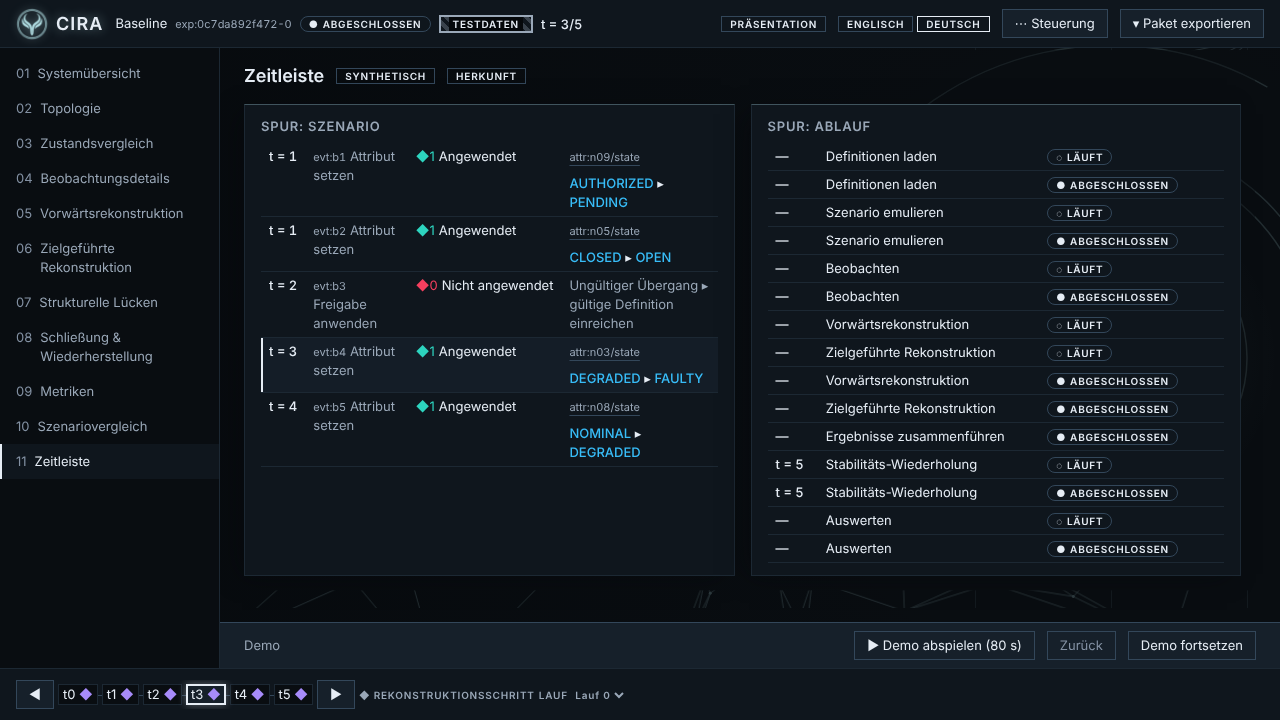 CIRA Baseline exp:0c7da892f472-0 ● ABGESCHLOSSEN TESTDATEN t = 3/5 PRÄSENTATION ENGLISCH DEUTSCH ··· Steuerung ▾ Paket exportieren
01 Systemübersicht
02 Topologie
03 Zustandsvergleich
04 Beobachtungsdetails
05 Vorwärtsrekonstruktion
06 Zielgeführte
Rekonstruktion
07 Strukturelle Lücken
08 Schließung &
Wiederherstellung
09 Metriken
10 Szenariovergleich
11 Zeitleiste
Zeitleiste SYNTHETISCH HERKUNFT
SPUR: SZENARIO
t = 1 evt:b1 Attribut ◆1 Angewendet attr:n09/state
setzen AUTHORIZED ▸
PENDING
t = 1 evt:b2 Attribut ◆1 Angewendet attr:n05/state
setzen CLOSED ▸ OPEN
t = 2 evt:b3 ◆0 Nicht angewendet Ungültiger Übergang ▸
Freigabe gültige Definition
anwenden einreichen
t = 3 evt:b4 Attribut ◆1 Angewendet attr:n03/state
setzen DEGRADED ▸ FAULTY
t = 4 evt:b5 Attribut ◆1 Angewendet attr:n08/state
setzen NOMINAL ▸
DEGRADED
SPUR: ABLAUF
— Definitionen laden ○ LÄUFT
— Definitionen laden ● ABGESCHLOSSEN
— Szenario emulieren ○ LÄUFT
— Szenario emulieren ● ABGESCHLOSSEN
— Beobachten ○ LÄUFT
— Beobachten ● ABGESCHLOSSEN
— Vorwärtsrekonstruktion ○ LÄUFT
— Zielgeführte Rekonstruktion ○ LÄUFT
— Vorwärtsrekonstruktion ● ABGESCHLOSSEN
— Zielgeführte Rekonstruktion ● ABGESCHLOSSEN
— Ergebnisse zusammenführen ● ABGESCHLOSSEN
t = 5 Stabilitäts-Wiederholung ○ LÄUFT
t = 5 Stabilitäts-Wiederholung ● ABGESCHLOSSEN
— Auswerten ○ LÄUFT
— Auswerten ● ABGESCHLOSSEN
Demo ▶ Demo abspielen (80 s) Zurück Demo fortsetzen
◀ t0 ◆ t1 ◆ t2 ◆ t3 ◆ t4 ◆ t5 ◆ ▶ ◆ REKONSTRUKTIONSSCHRITT LAUF Lauf 0